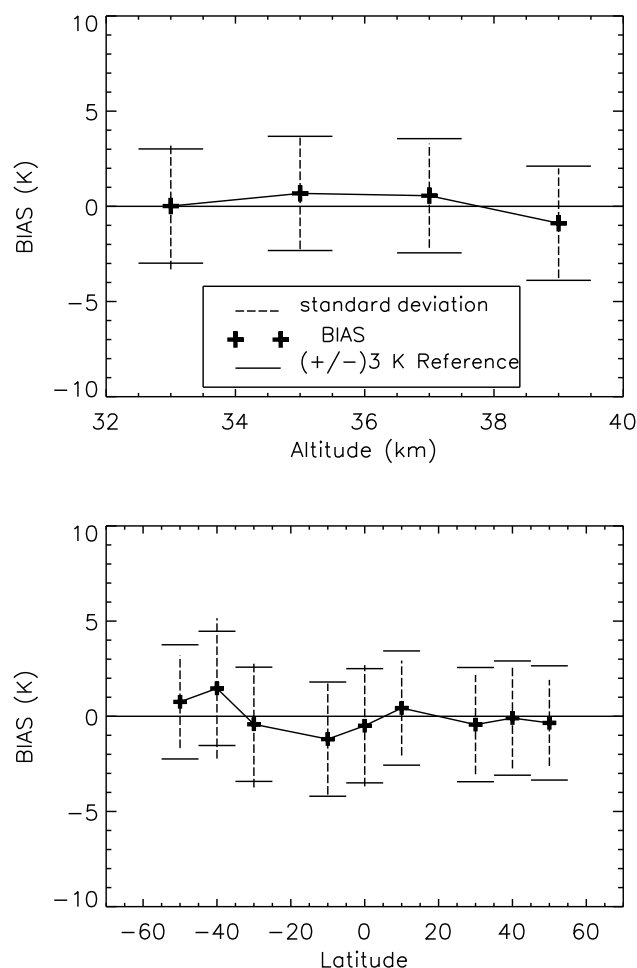 10
5
0
−5
−10
BIAS (K)
standard deviation
BIAS
(+/−)3 K Reference
32 34 36 38 40
Altitude (km)
10
5
0
−5
−10
BIAS (K)
−60 −40 −20 0 20 40 60
Latitude